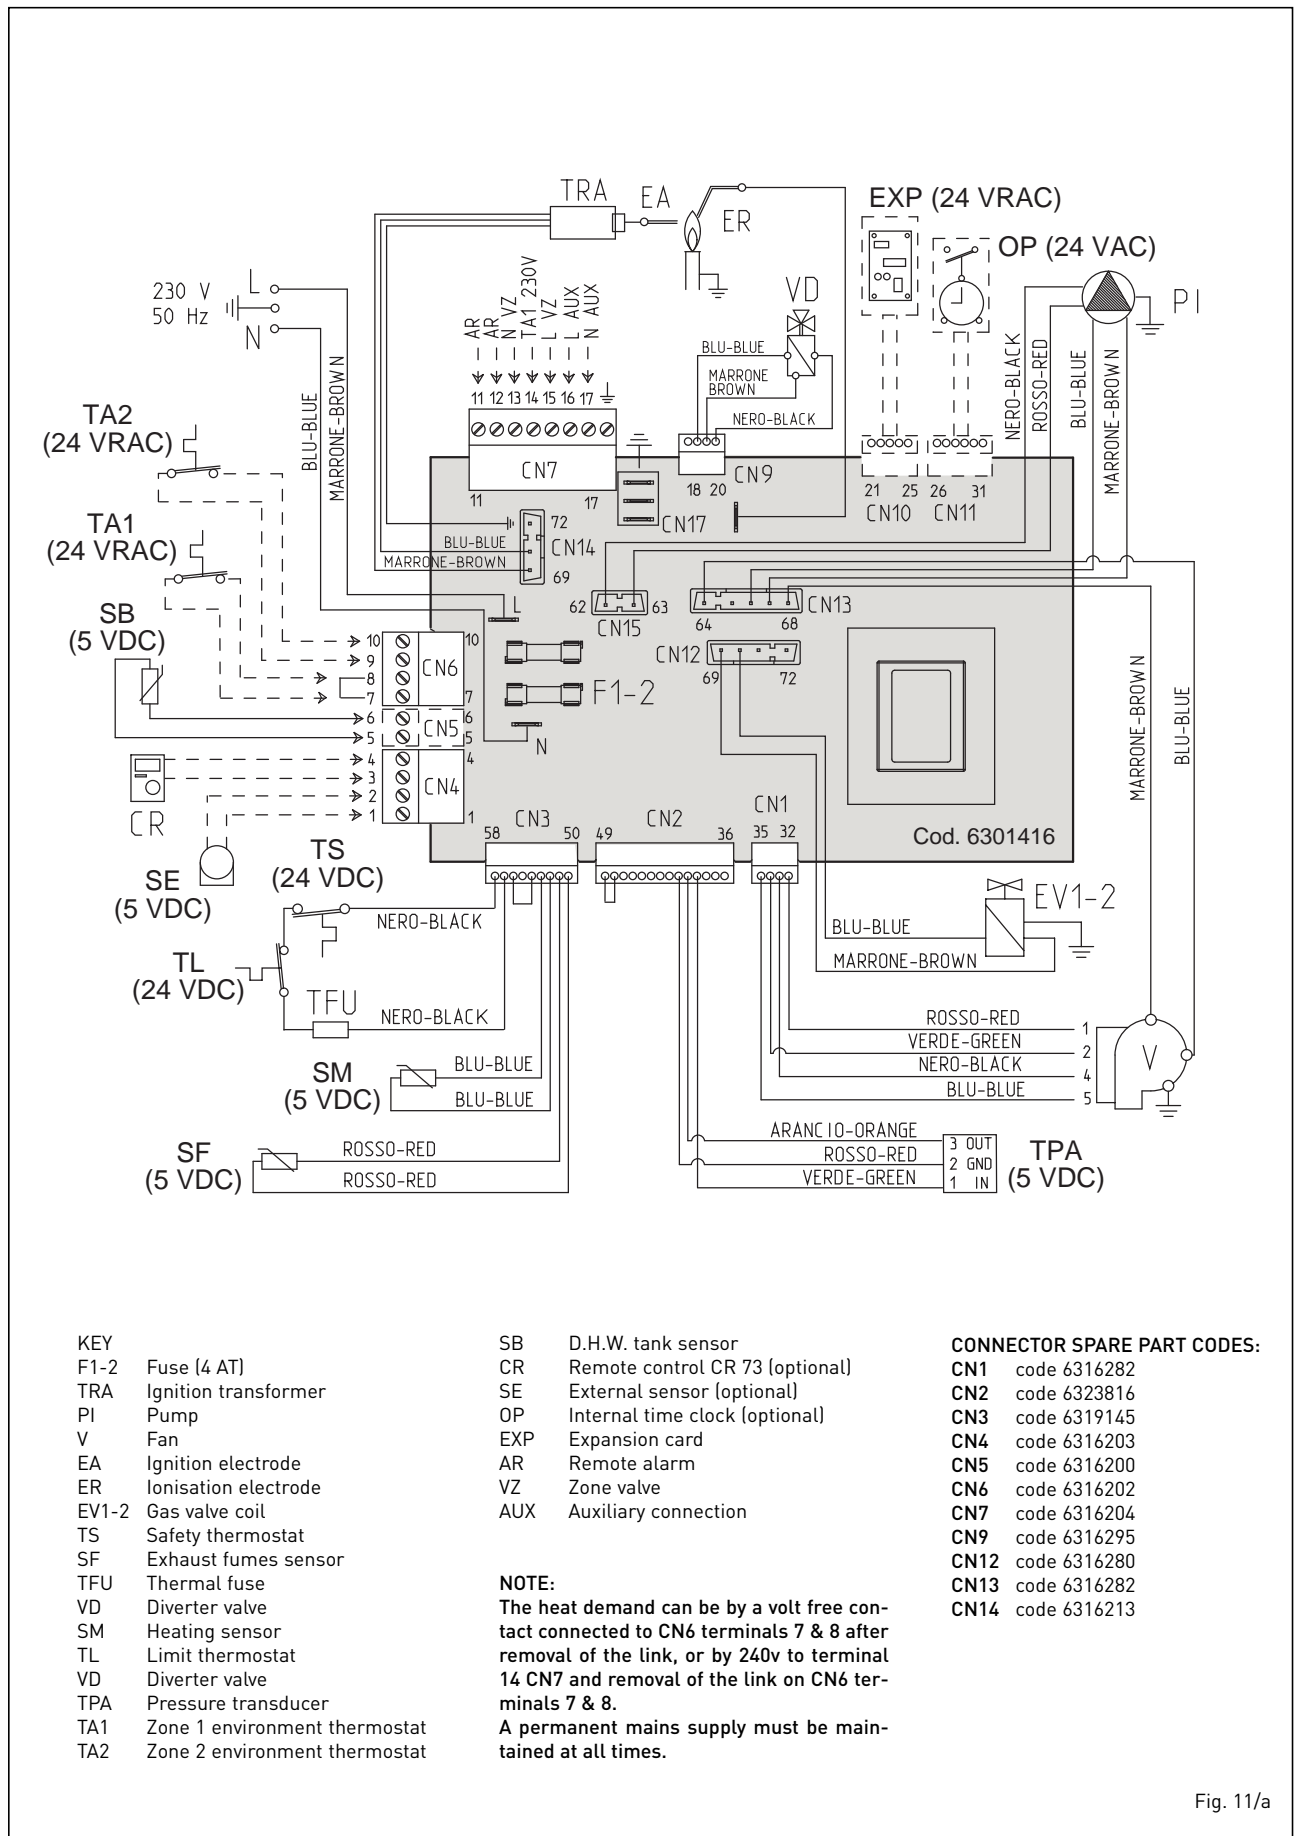 TRA
EA
ER
EXP (24 VRAC)
OP (24 VAC)
PI
VD
230 V
50 Hz
L
N
AR
AR
N VZ
TA1 230V
L VZ
L AUX
N AUX
11 12 13 14 15 16 17
CN7
11
17
BLU-BLUE
MARRONE
BROWN
NERO-BLACK
CN9
18 20
CN17
21 25
CN10
26 31
CN11
NERO-BLACK
ROSSO-RED
BLU-BLUE
MARRONE-BROWN
BLU-BLUE
MARRONE-BROWN
TA2
(24 VRAC)
TA1
(24 VRAC)
SB
(5 VDC)
72
BLU-BLUE
CN14
MARRONE-BROWN
69
L
62
63
CN15
64
68
CN13
CN12
69
72
F1-2
N
10
9
8
7
10
CN6
7
6
5
6
CN5
5
4
3
2
1
4
CN4
1
CR
SE
(5 VDC)
MARRONE-BROWN
BLU-BLUE
CN3
58
50
CN2
49
36
CN1
35 32
Cod. 6301416
TS
(24 VDC)
NERO-BLACK
TL
(24 VDC)
TFU
NERO-BLACK
EV1-2
BLU-BLUE
MARRONE-BROWN
SM
(5 VDC)
BLU-BLUE
BLU-BLUE
ROSSO-RED
VERDE-GREEN
NERO-BLACK
BLU-BLUE
1
2
4
5
V
SF
(5 VDC)
ROSSO-RED
ROSSO-RED
ARANCIO-ORANGE
ROSSO-RED
VERDE-GREEN
3 OUT
2 GND
1 IN
TPA
(5 VDC)
KEY
F1-2 Fuse (4 AT)
TRA Ignition transformer
PI Pump
V Fan
EA Ignition electrode
ER Ionisation electrode
EV1-2 Gas valve coil
TS Safety thermostat
SF Exhaust fumes sensor
TFU Thermal fuse
VD Diverter valve
SM Heating sensor
TL Limit thermostat
VD Diverter valve
TPA Pressure transducer
TA1 Zone 1 environment thermostat
TA2 Zone 2 environment thermostat
SB D.H.W. tank sensor
CR Remote control CR 73 (optional)
SE External sensor (optional)
OP Internal time clock (optional)
EXP Expansion card
AR Remote alarm
VZ Zone valve
AUX Auxiliary connection
NOTE:
The heat demand can be by a volt free con-
tact connected to CN6 terminals 7 & 8 after
removal of the link, or by 240v to terminal
14 CN7 and removal of the link on CN6 ter-
minals 7 & 8.
A permanent mains supply must be main-
tained at all times.
CONNECTOR SPARE PART CODES:
CN1 code 6316282
CN2 code 6323816
CN3 code 6319145
CN4 code 6316203
CN5 code 6316200
CN6 code 6316202
CN7 code 6316204
CN9 code 6316295
CN12 code 6316280
CN13 code 6316282
CN14 code 6316213
Fig. 11/a